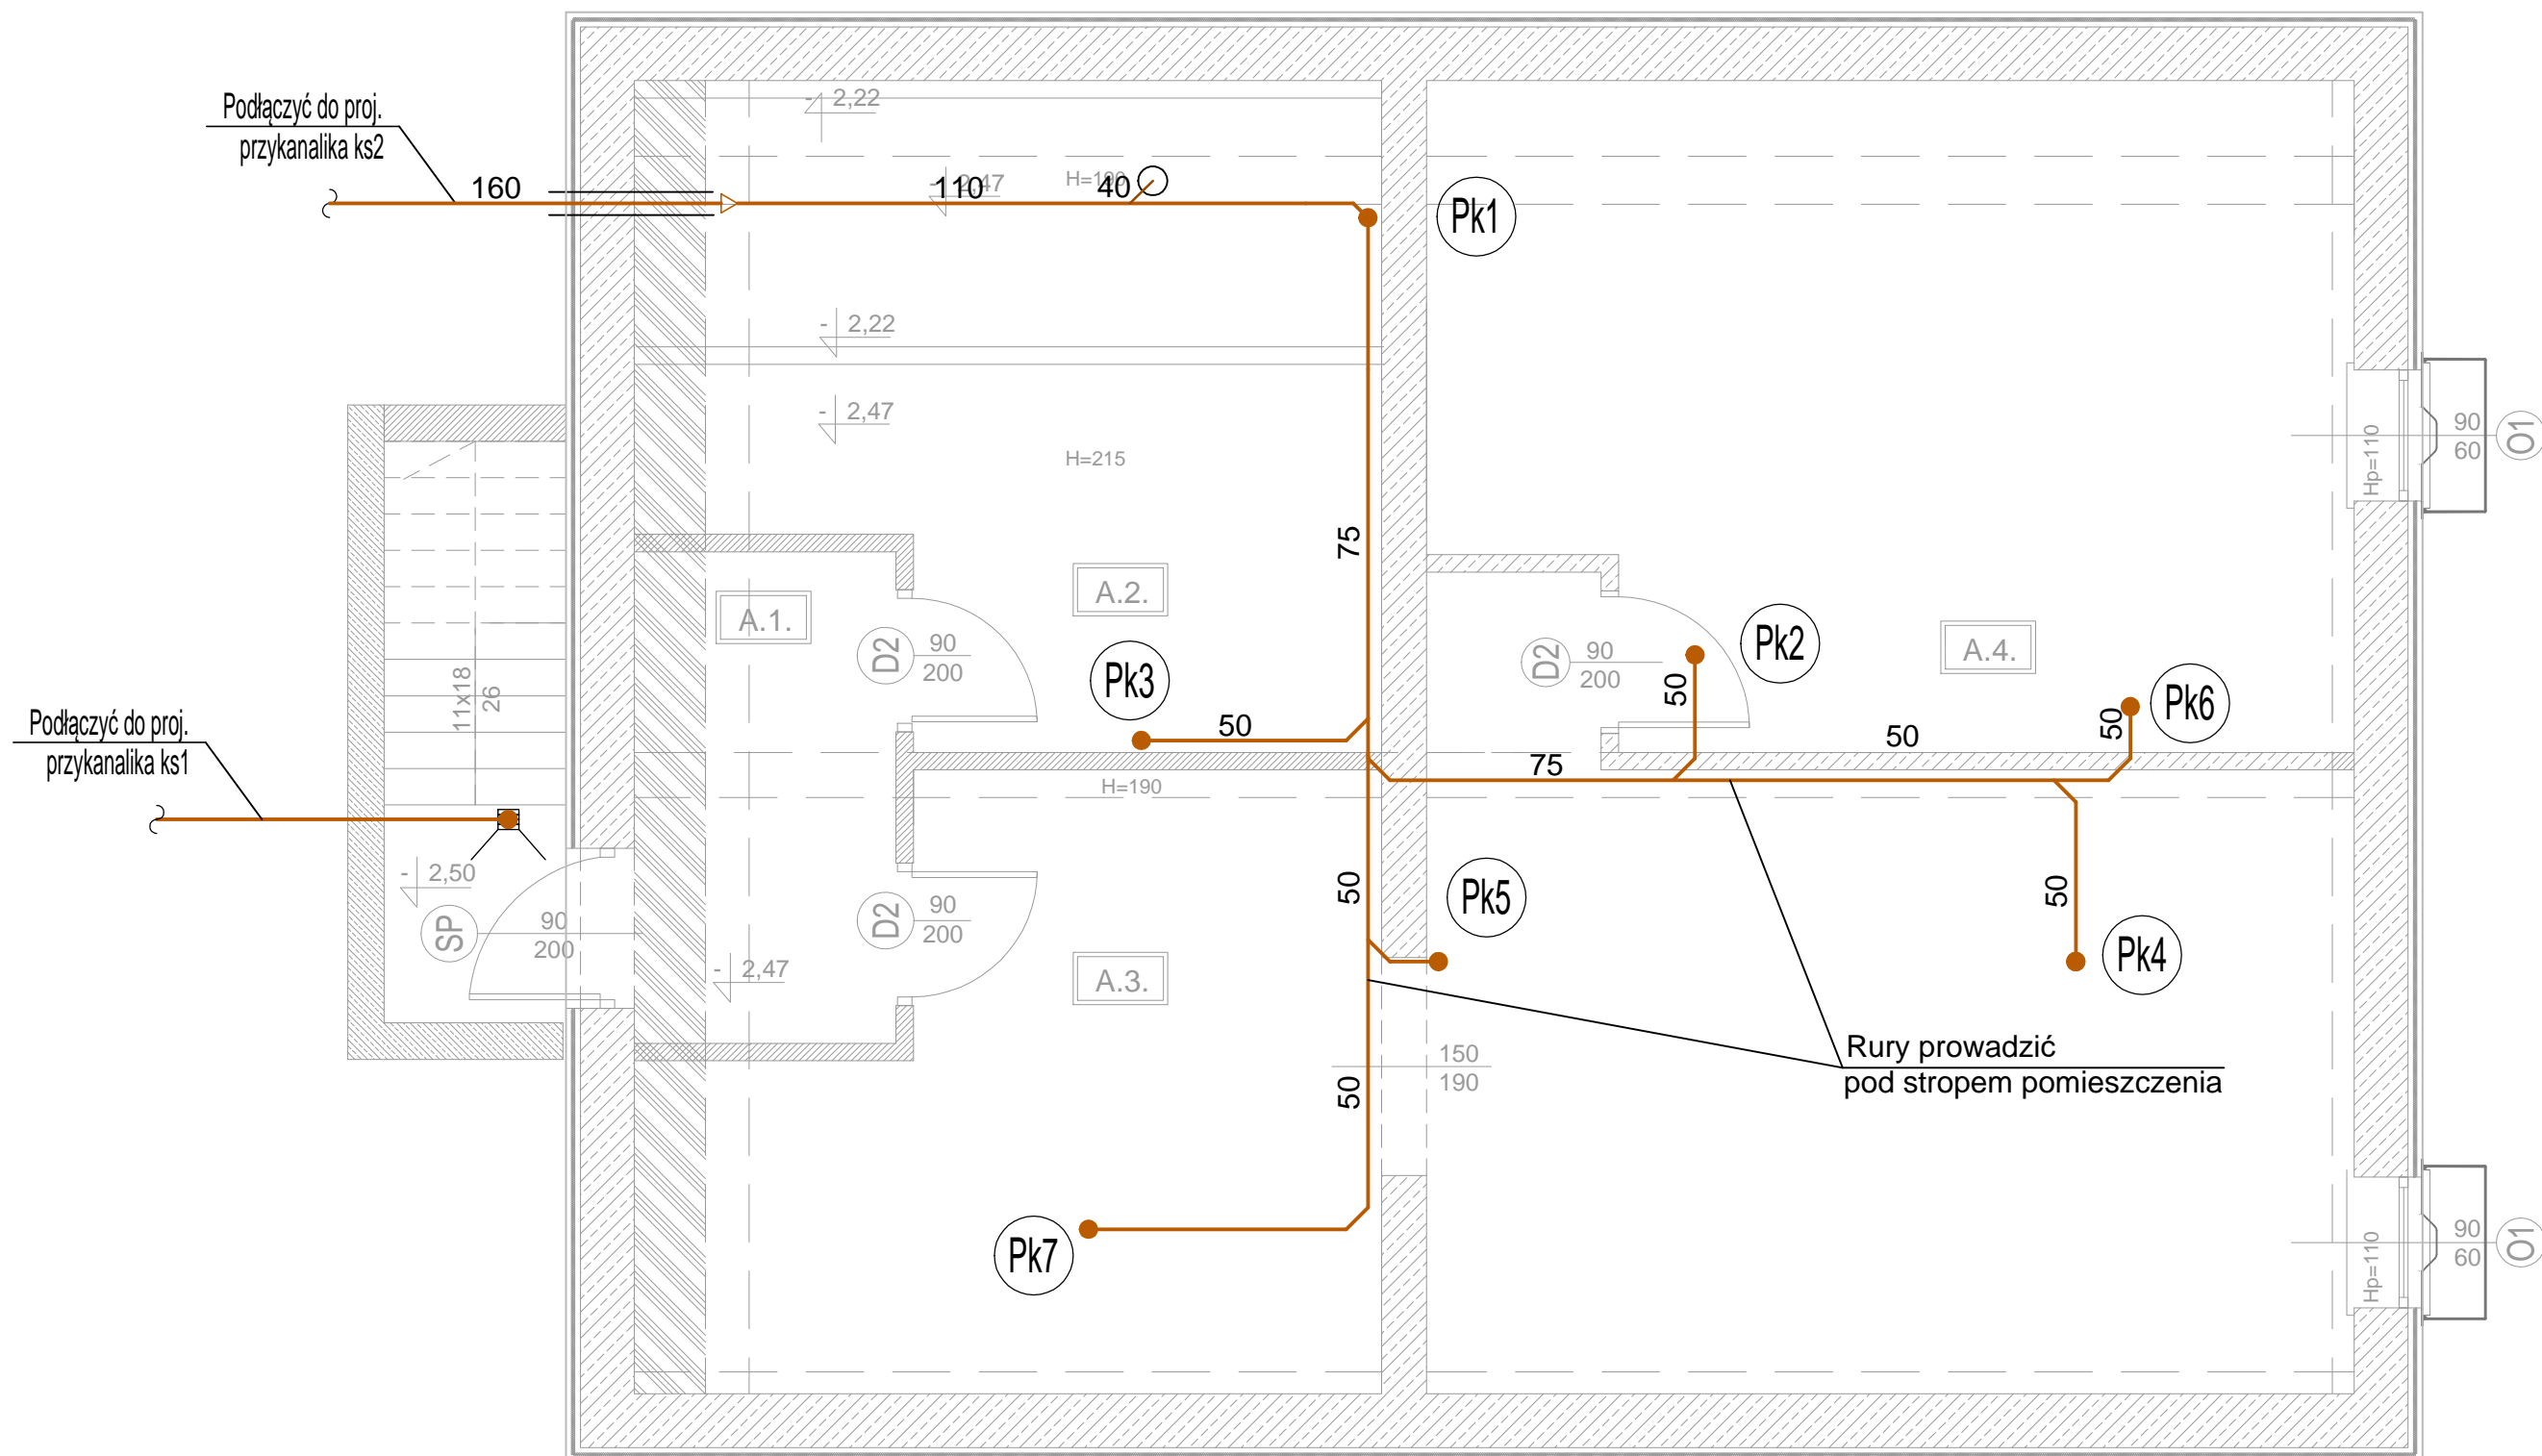 - 2,22
Podłączyć do proj.
przykanalika ks2
160
- 2,47
110
H=190
40
Pk1
- 2,22
- 2,47
H=215
90
60
O1
Hp=110
75
A.1.
A.2.
D2
90
200
Pk3
50
D2
90
200
Pk2
50
A.4.
Pk6
50
50
11x18
26
Podłączyć do proj.
przykanalika ks1
75
H=190
- 2,50
SP
90
200
D2
90
200
50
Pk5
50
Pk4
- 2,47
A.3.
150
190
Rury prowadzić
pod stropem pomieszczenia
50
Pk7
90
60
O1
Hp=110